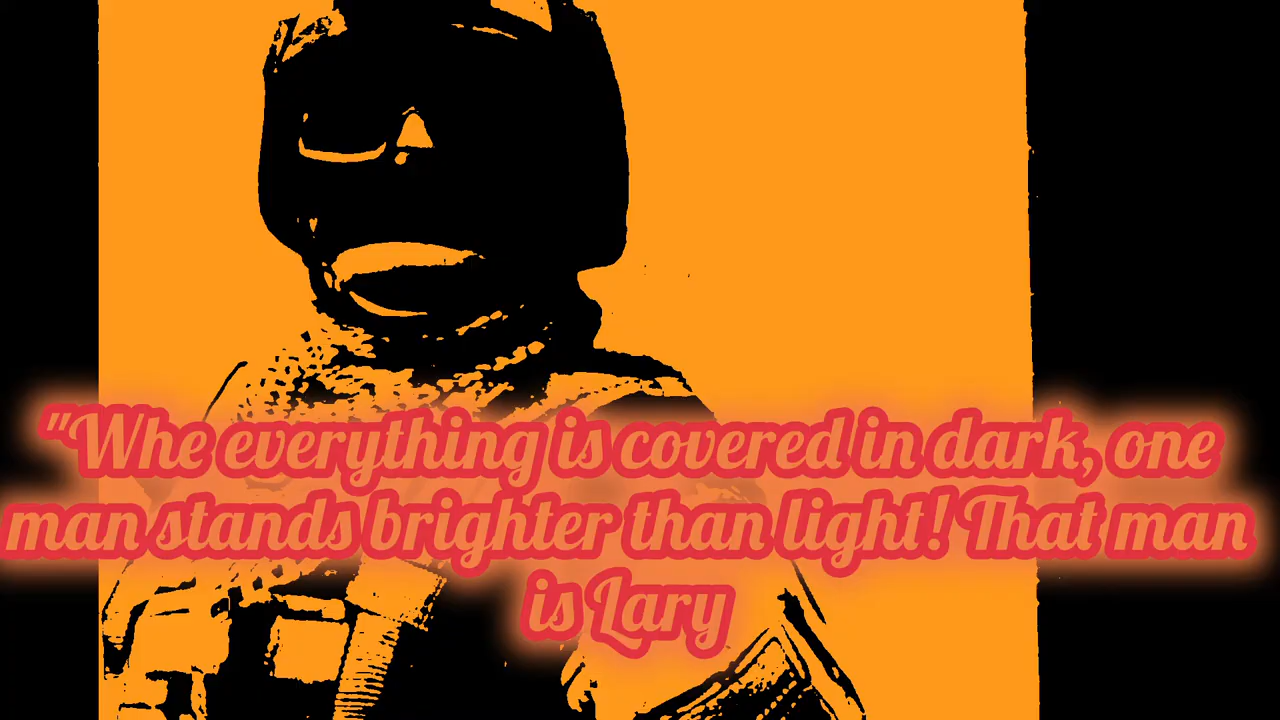 "Whe everything is covered in dark, one
man stands brighter than light! That man
is Lary